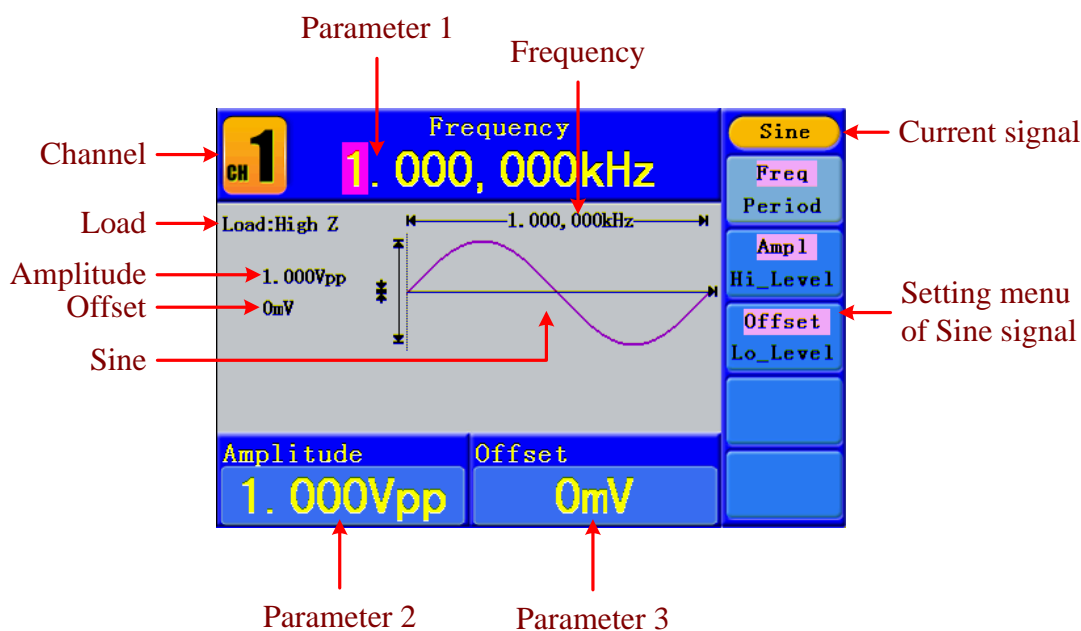 Parameter 1
Frequency
Channel
CH 1
Frequency
1. 000, 000kHz
Sine
Current signal
Freq
Period
Load
Load:High Z
1. 000, 000kHz
Amplitude
1. 000Vpp
Offset
0mV
Ampl
Hi_Level
Offset
Lo_Level
Setting menu
of Sine signal
Sine
Amplitude
1. 000Vpp
Offset
0mV
Parameter 2
Parameter 3